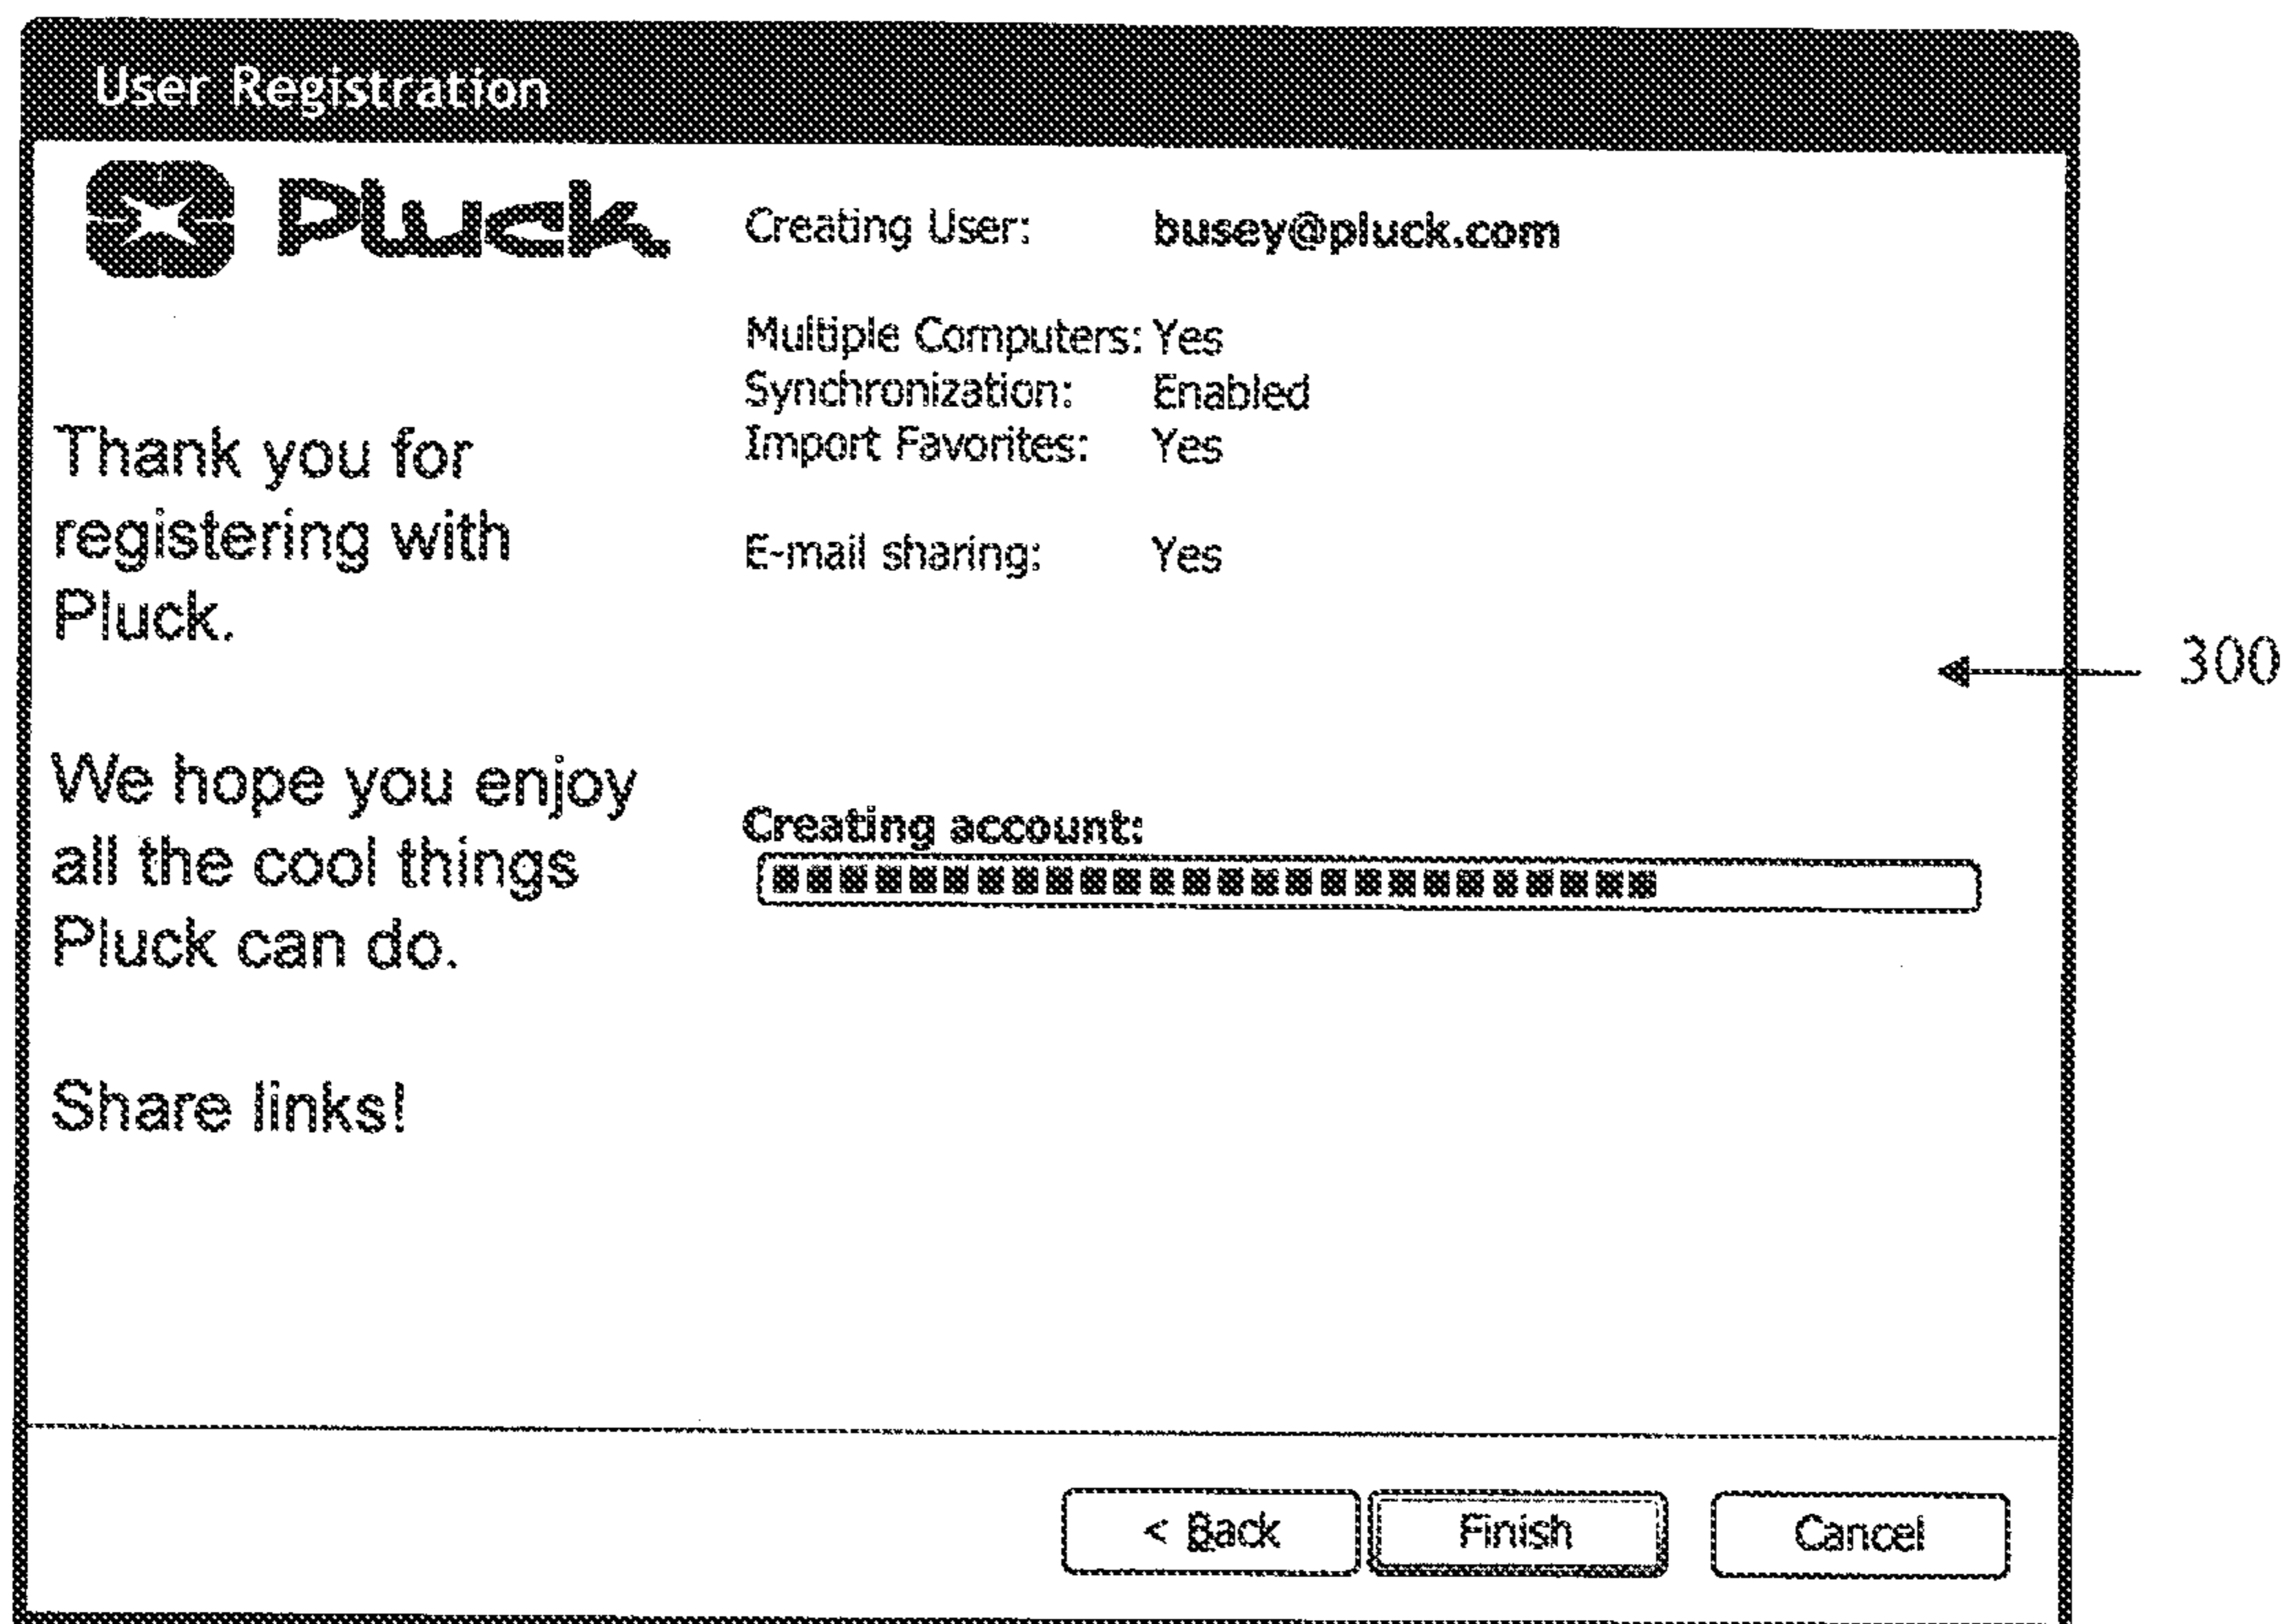 User Registration
Pluck
Creating User: busey@pluck.com
Multiple Computers: Yes
Synchronization: Enabled
Import Favorites: Yes
E-mail sharing: Yes
Thank you for
registering with
Pluck.
300
We hope you enjoy
all the cool things
Pluck can do.
Creating account:
Share links!
< Back
Finish
Cancel